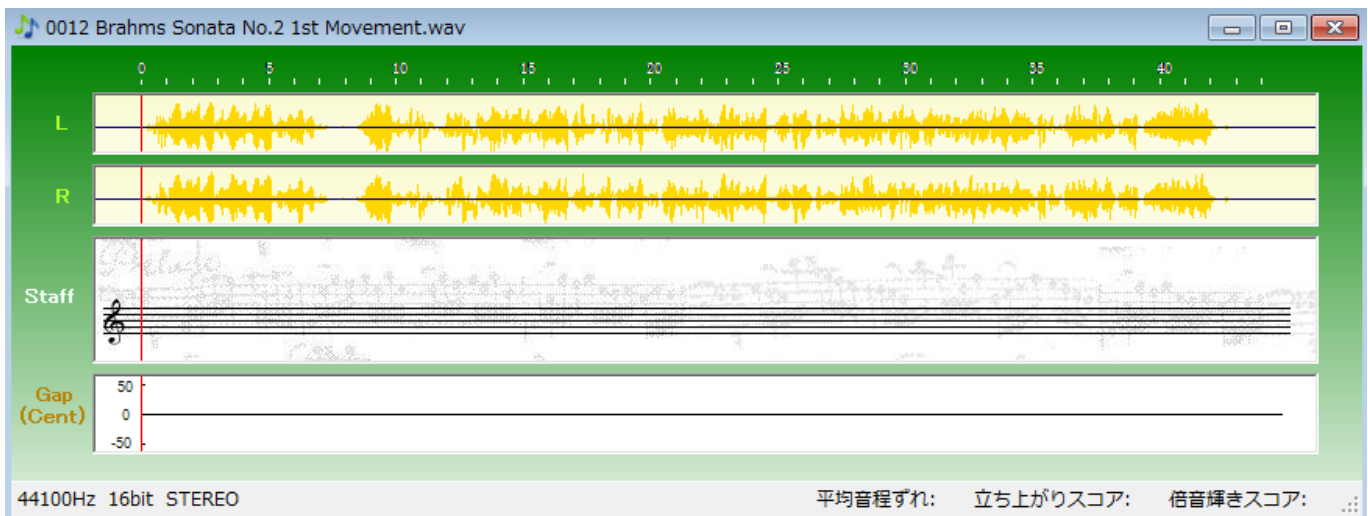 0012 Brahms Sonata No.2 1st Movement.wav
0 5 10 15 20 25 30 35 40
L
R
Staff
Gap
(Cent)
50
0
-50
44100Hz 16bit STEREO 平均音程ずれ: 立ち上がりスコア: 倍音輝きスコア: